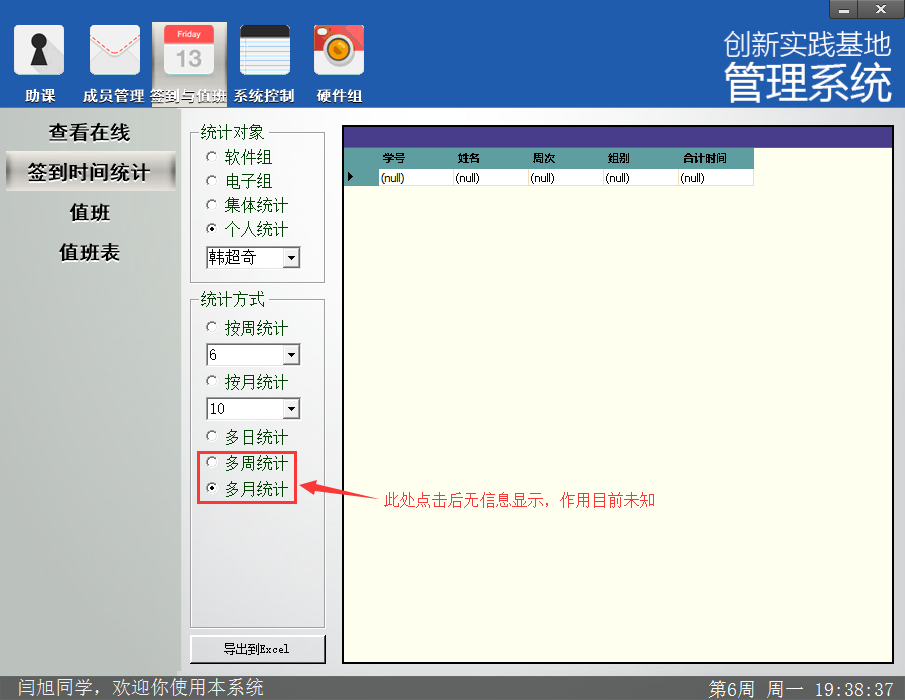 创新实践基地
管理系统
Friday
13
助课
成员管理
签到与值班
系统控制
硬件组
查看在线
签到时间统计
值班
值班表
统计对象
软件组
电子组
集体统计
个人统计
韩超奇
统计方式
按周统计
6
按月统计
10
多日统计
多周统计
多月统计
导出到Excel
学号 姓名 周次 组别 合计时间
(null) (null) (null) (null) (null)
此处点击后无信息显示，作用目前未知
闫旭同学，欢迎你使用本系统
第6周 周一 19:38:37